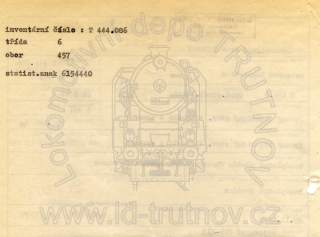 inventární číslo : T 444.086
třída 6
obor 457
statist.znak 6154440
Lokomotivní depo TRUTNOV
www.ld-trutnov.cz